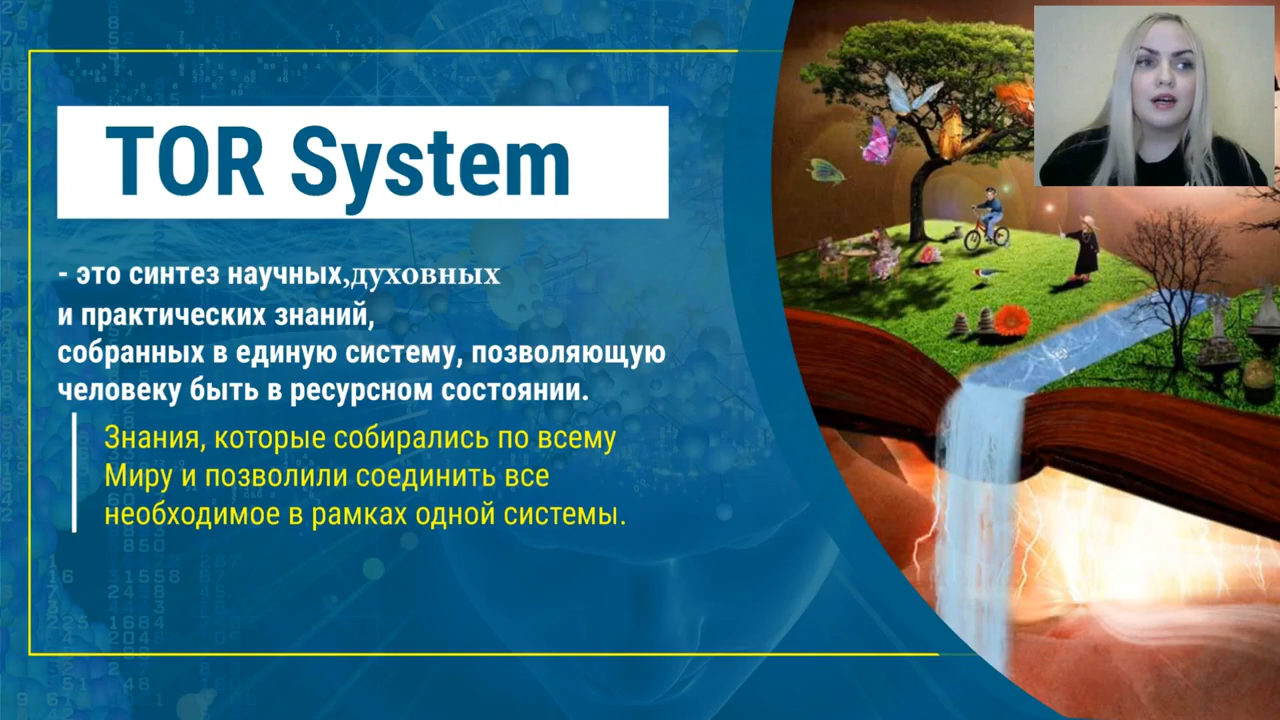 TOR System
- это синтез научных,духовных
и практических знаний,
собранных в единую систему, позволяющую
человеку быть в ресурсном состоянии.
Знания, которые собирались по всему
Миру и позволили соединить все
необходимое в рамках одной системы.